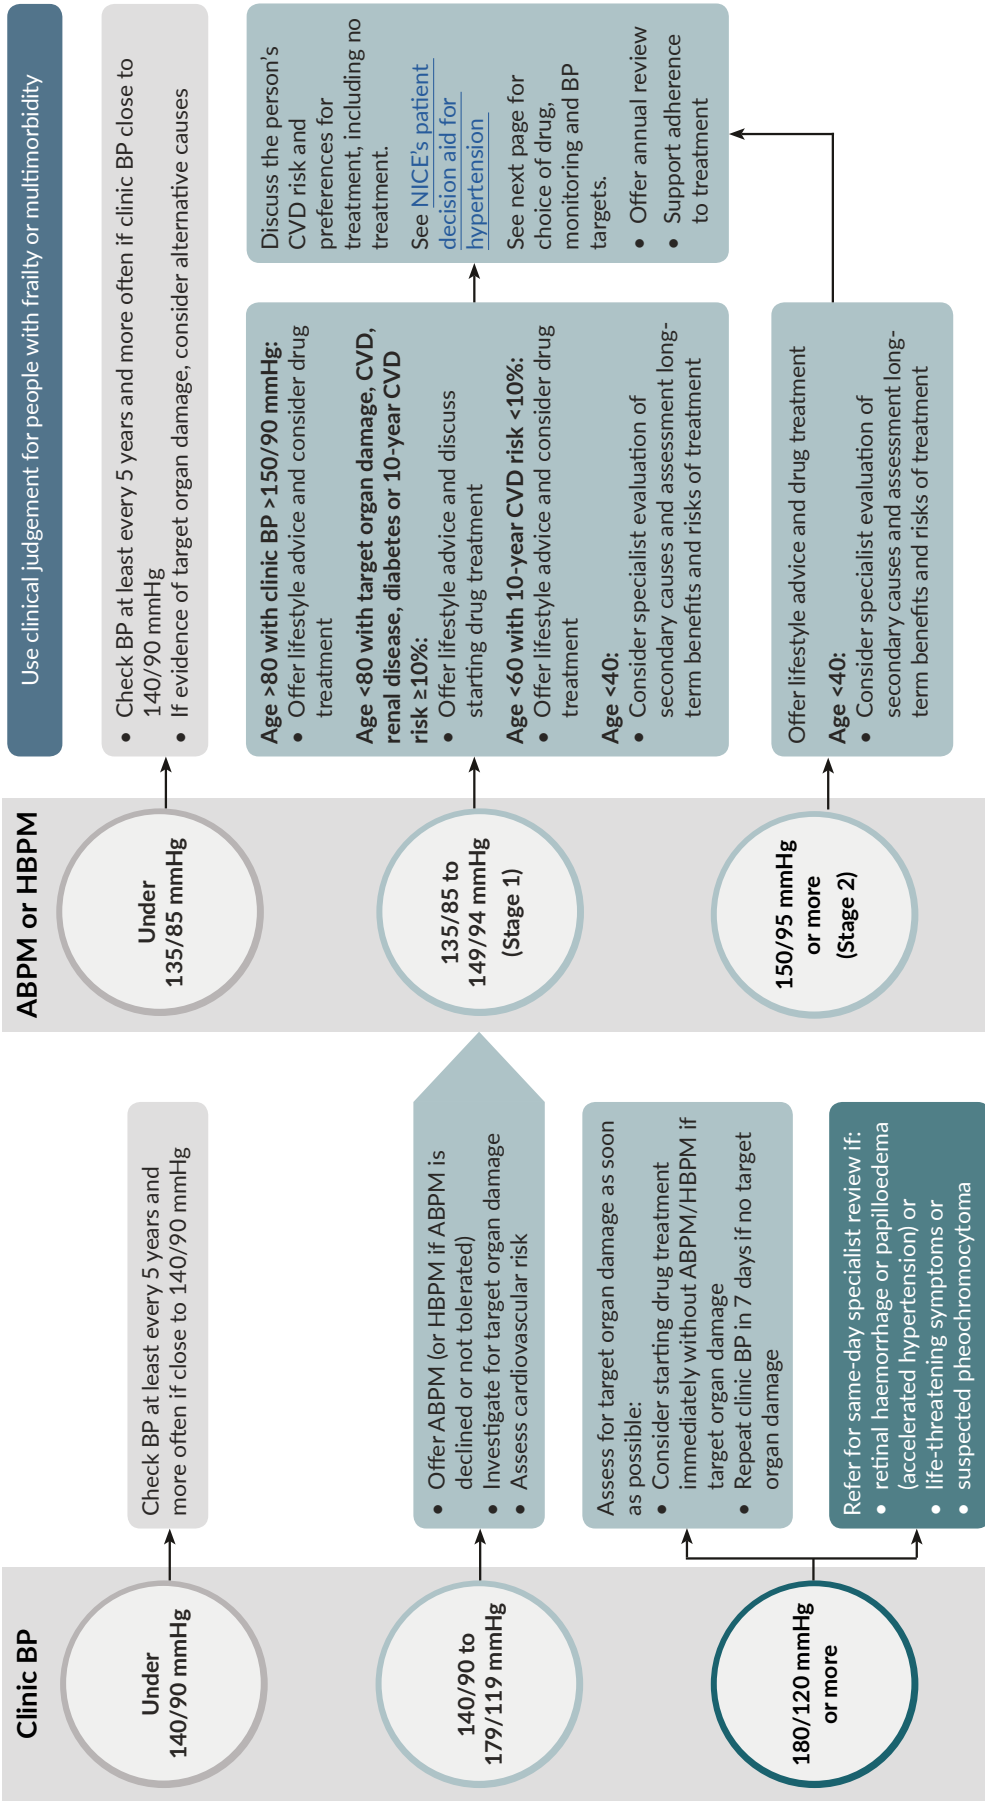 Use clinical judgement for people with frailty or multimorbidity
Clinic BP
ABPM or HBPM
Under
140/90 mmHg
Check BP at least every 5 years and
more often if close to 140/90 mmHg
Under
135/85 mmHg
• Check BP at least every 5 years and more often if clinic BP close to
140/90 mmHg
• If evidence of target organ damage, consider alternative causes
140/90 to
179/119 mmHg
• Offer ABPM (or HBPM if ABPM is
declined or not tolerated)
• Investigate for target organ damage
• Assess cardiovascular risk
135/85 to
149/94 mmHg
(Stage 1)
Age >80 with clinic BP >150/90 mmHg:
• Offer lifestyle advice and consider drug
treatment
Age <80 with target organ damage, CVD,
renal disease, diabetes or 10-year CVD
risk ≥10%:
• Offer lifestyle advice and discuss
starting drug treatment
Age <60 with 10-year CVD risk <10%:
• Offer lifestyle advice and consider drug
treatment
Age <40:
• Consider specialist evaluation of
secondary causes and assessment long-
term benefits and risks of treatment
Discuss the person's
CVD risk and
preferences for
treatment, including no
treatment.
See NICE's patient
decision aid for
hypertension
See next page for
choice of drug,
monitoring and BP
targets.
• Offer annual review
• Support adherence
to treatment
180/120 mmHg
or more
Assess for target organ damage as soon
as possible:
• Consider starting drug treatment
immediately without ABPM/HBPM if
target organ damage
• Repeat clinic BP in 7 days if no target
organ damage
Refer for same-day specialist review if:
• retinal haemorrhage or papilloedema
(accelerated hypertension) or
• life-threatening symptoms or
• suspected pheochromocytoma
150/95 mmHg
or more
(Stage 2)
Offer lifestyle advice and drug treatment
Age <40:
• Consider specialist evaluation of
secondary causes and assessment long-
term benefits and risks of treatment